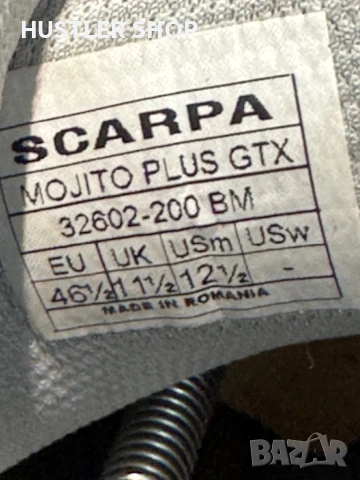 HUSTLER SHOP
SCARPA
MOJITO PLUS GTX
32602-200 BM
EU UK USm USw
46½ 11½ 12½ -
MADE IN ROMANIA
BAZAR